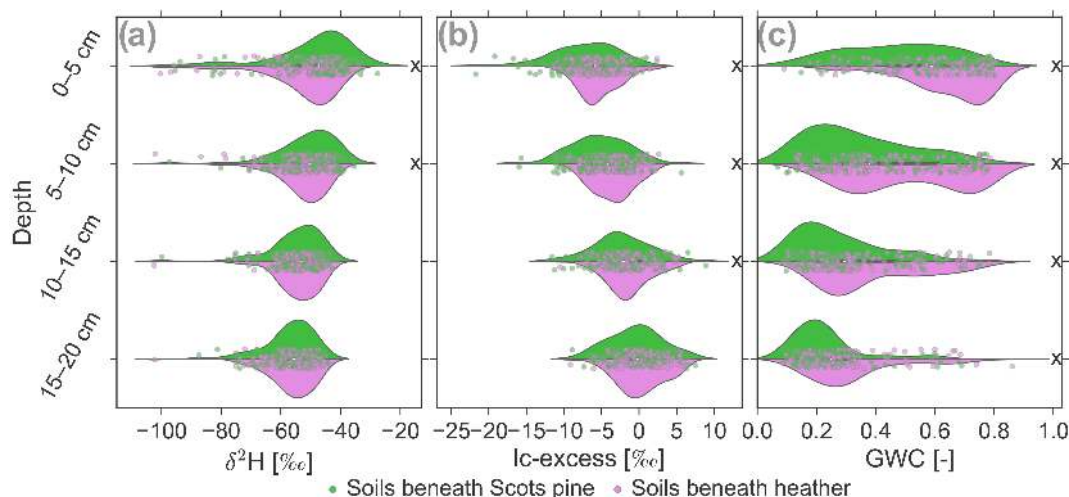 (a) (b) (c)
0–5 cm X X X
5–10 cm X X X
Depth
10–15 cm X X X
15–20 cm X X X
−100 −80 −60 −40 −20 −25 −20 −15 −10 −5 0 5 10 0.0 0.2 0.4 0.6 0.8 1.0
δ²H [‰] lc-excess [‰] GWC [-]
Soils beneath Scots pine Soils beneath heather